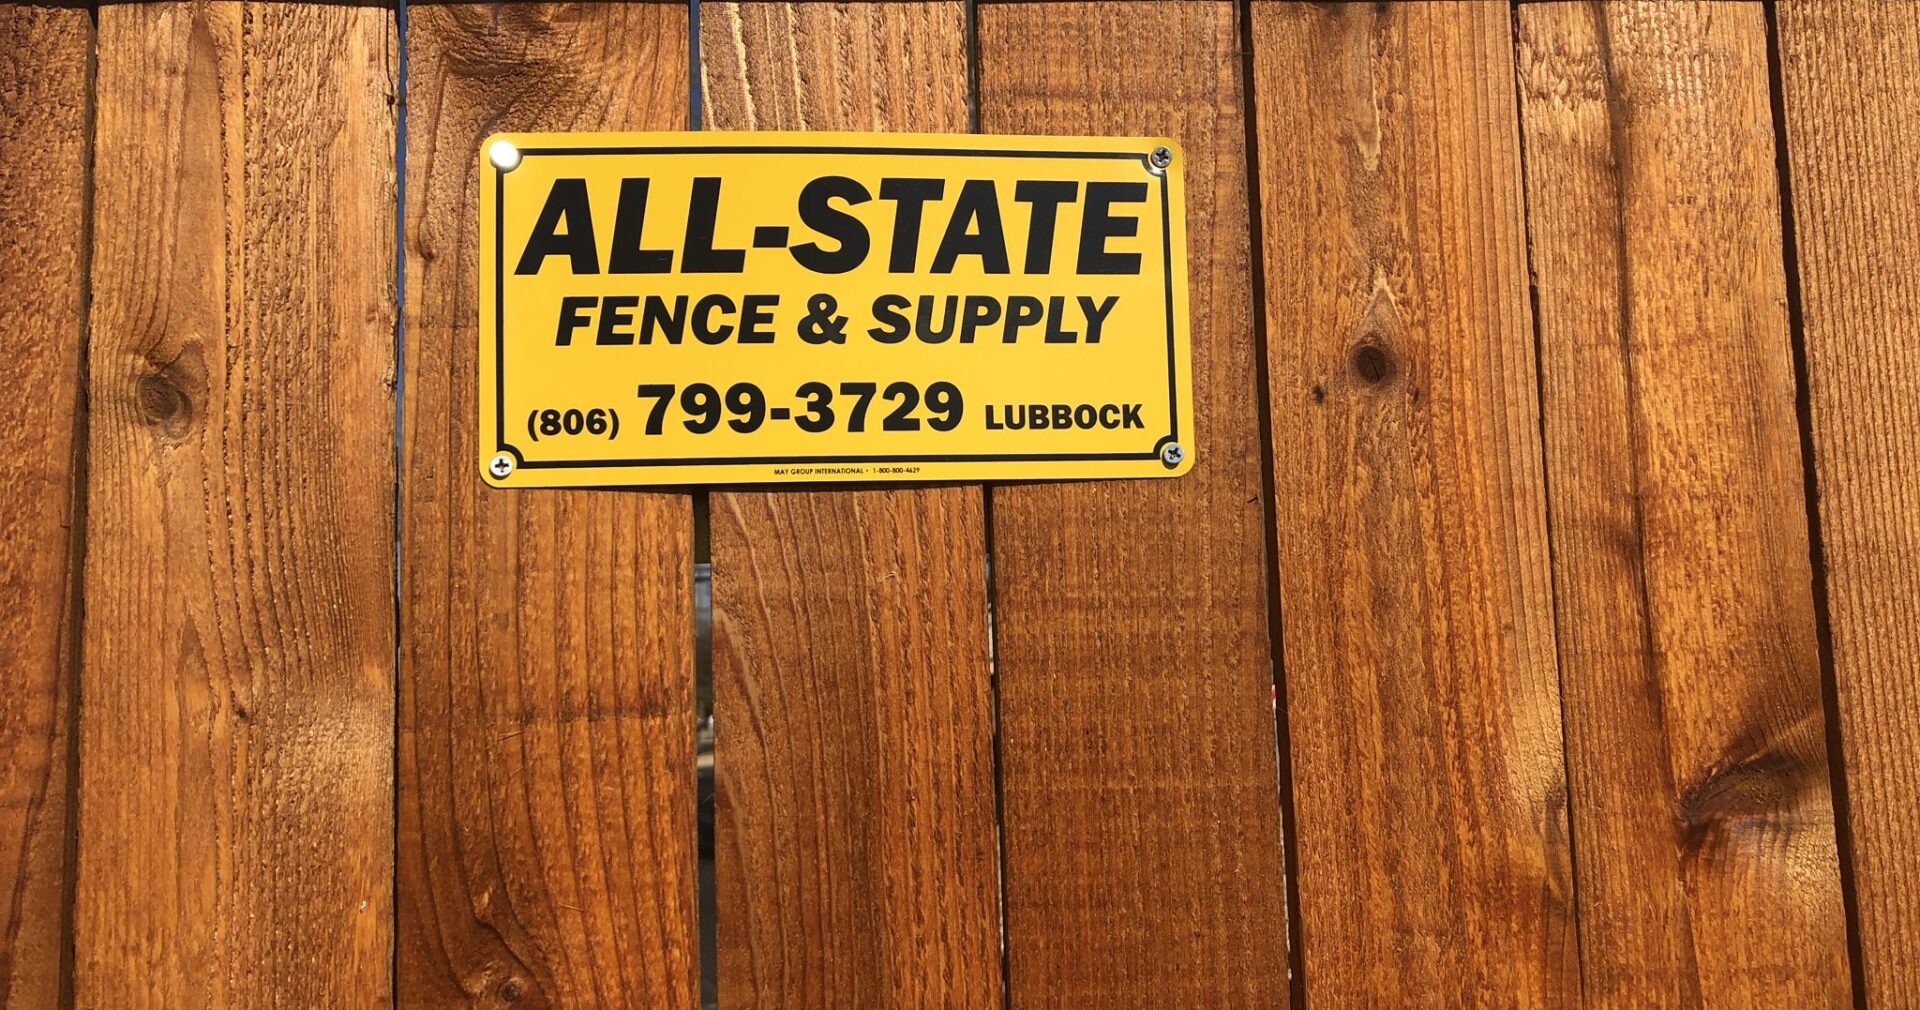 ALL-STATE
FENCE & SUPPLY
(806) 799-3729 LUBBOCK
MAY GROUP INTERNATIONAL • 1-800-800-4629